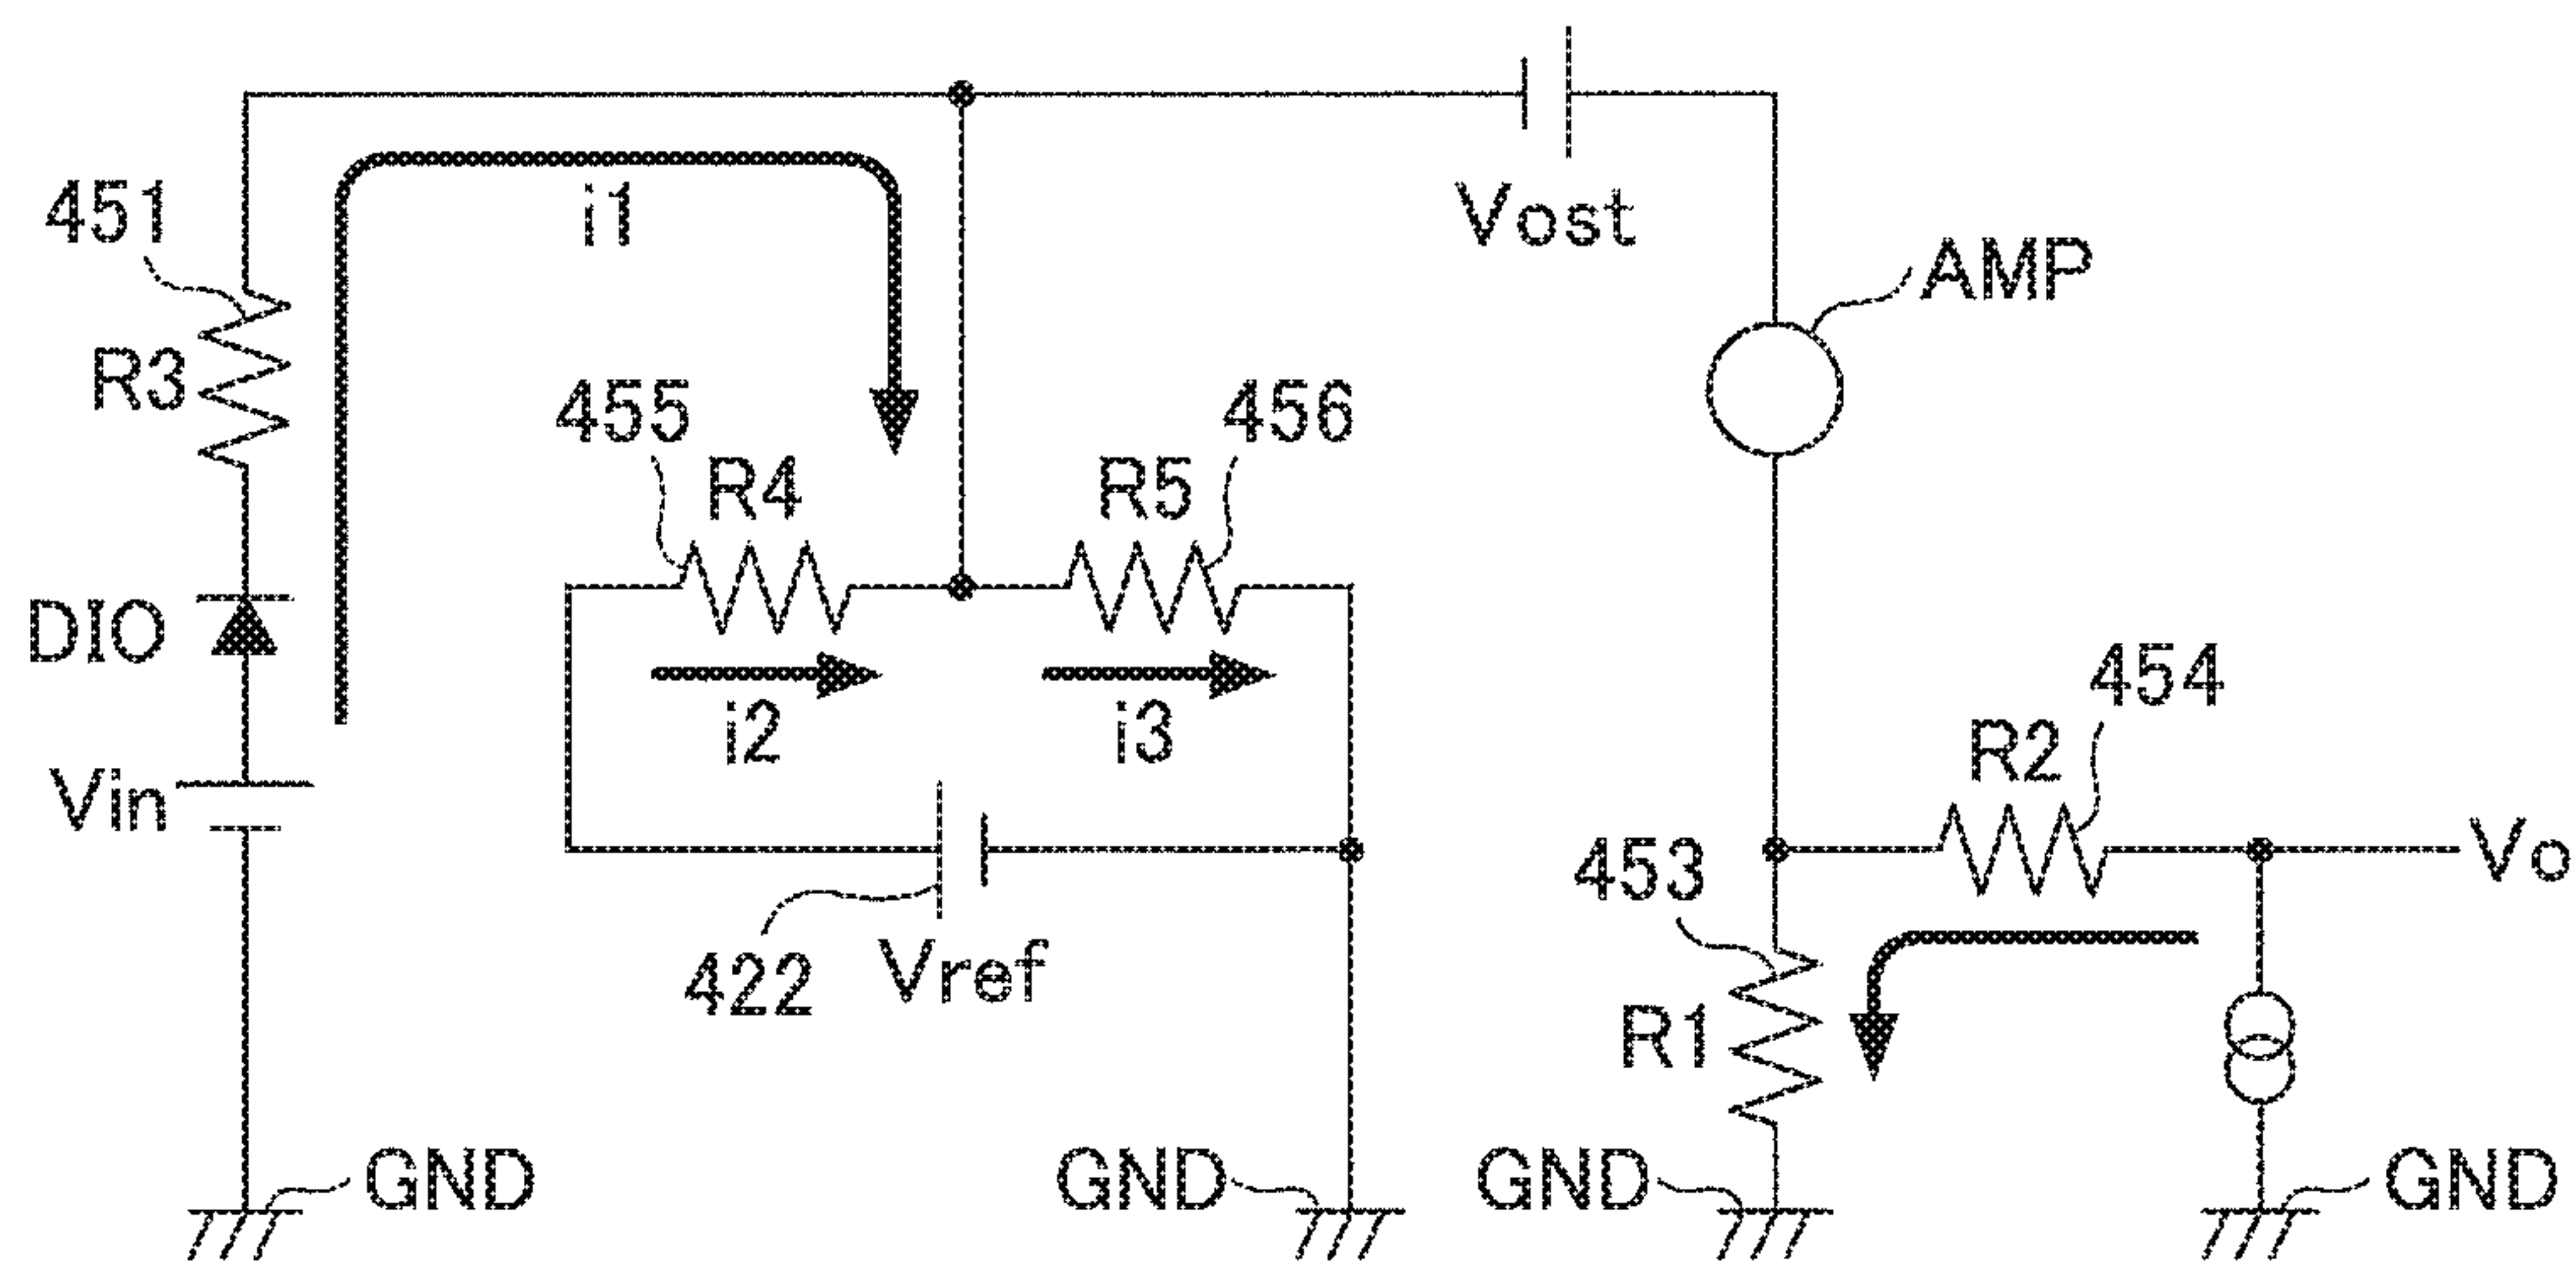 451
i1
Vost
AMP
R3
455
R4
R5
456
DIO
i2
i3
454
R2
Vin
453
Vo
422
Vref
R1
GND
GND
GND
GND